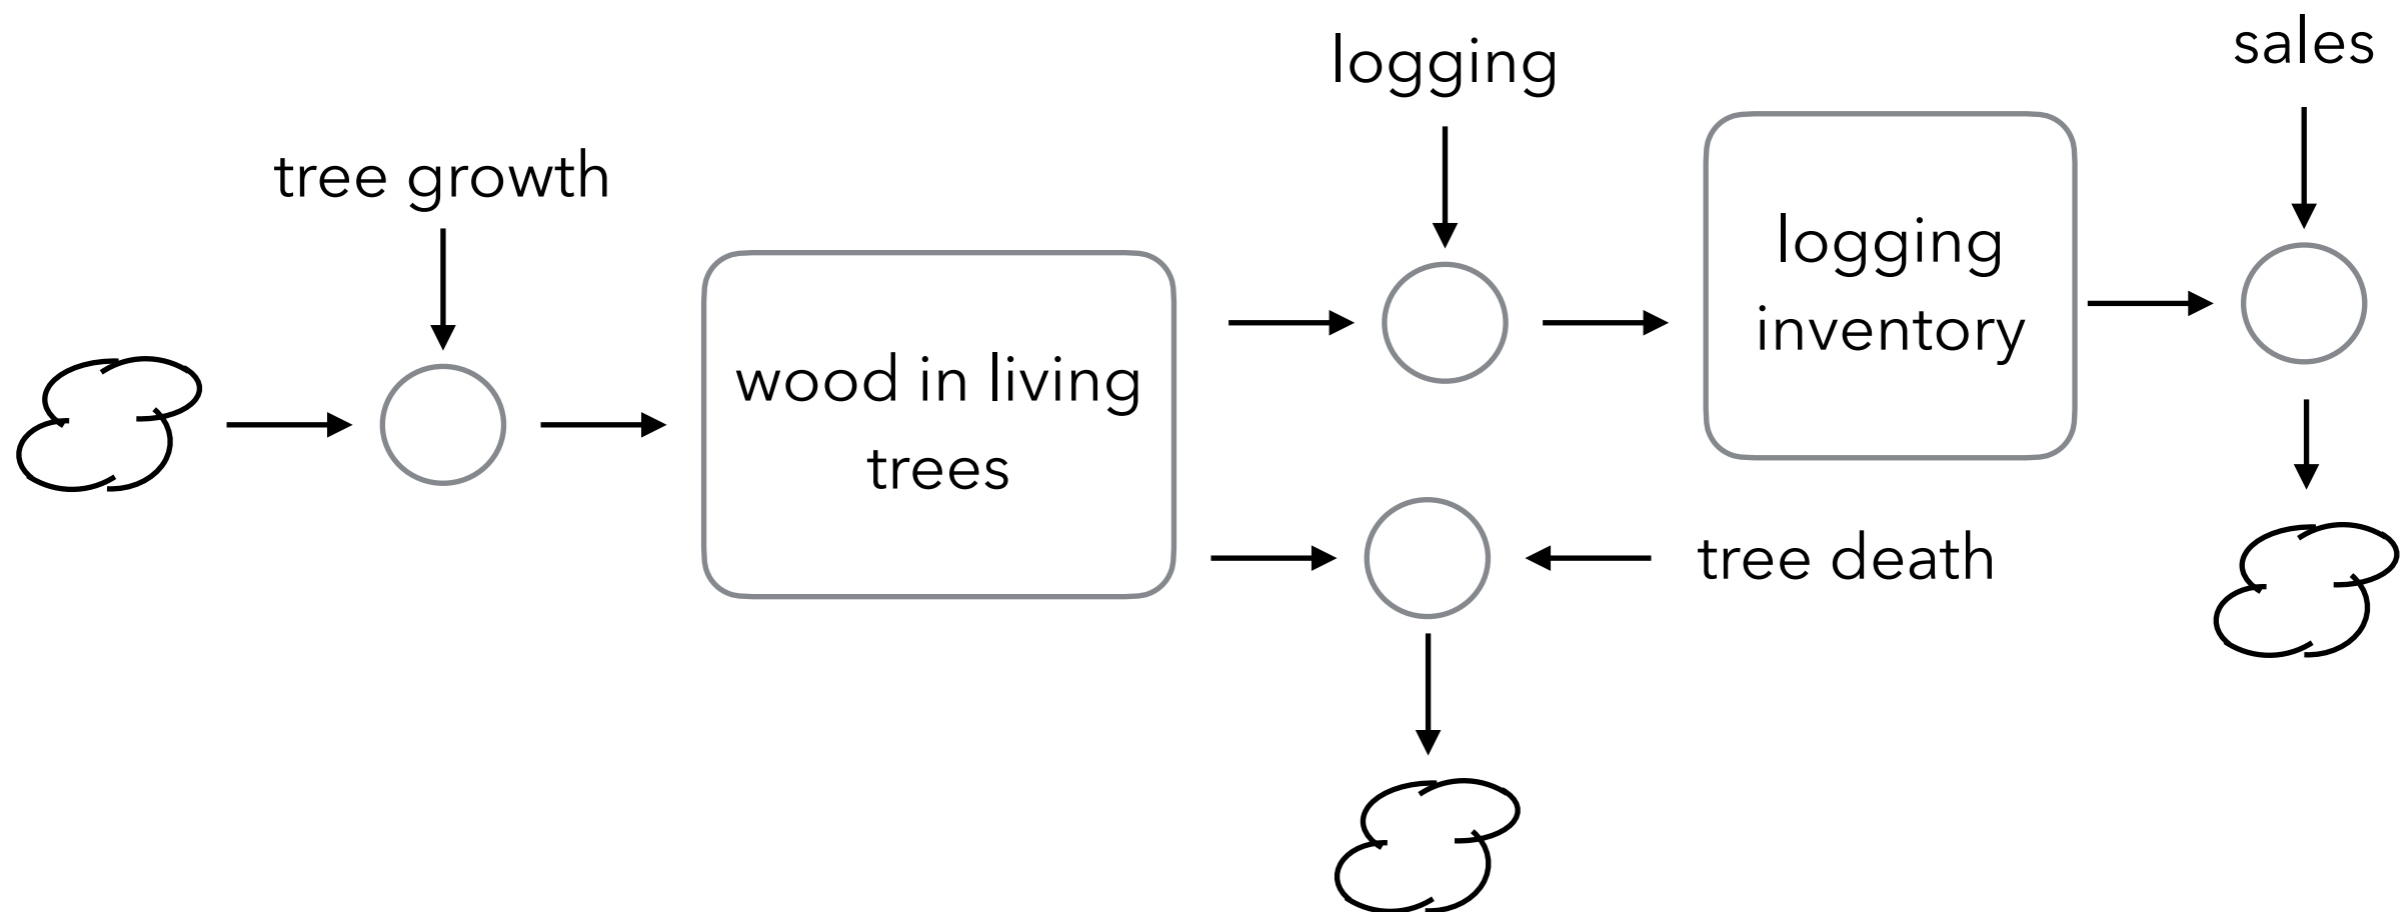 sales
logging
tree growth
logging
inventory
wood in living
trees
tree death